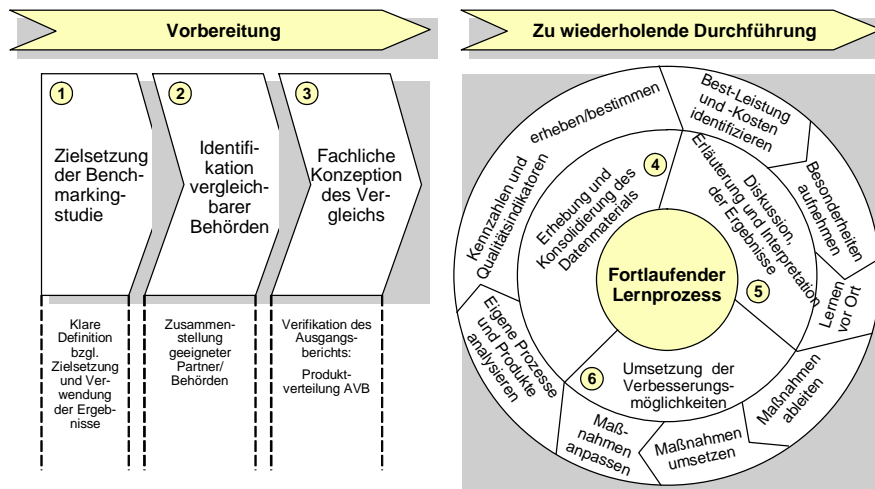 Vorbereitung
1
Zielsetzung
der Bench-
marking-
studie
2
Identifi-
kation
vergleich-
barer
Behörden
3
Fachliche
Konzeption
des Ver-
gleichs
Klare
Definition
bzgl.
Zielsetzung
und Ver-
wendung
der Ergeb-
nisse
Zusammen-
stellung
geeigneter
Partner/
Behörden
Verifikation des
Ausgangs-
berichts:
Produkt-
verteilung AVB
Zu wiederholende Durchführung
Kennzahlen und
Qualitätsindikatoren
erheben/bestimmen
Best-Leistung
und -Kosten
identifizieren
Besonderheiten
aufnehmen
Lernen
vor Ort
Maßnahmen
ableiten
Maßnahmen
umsetzen
Maß-
nahmen
anpassen
Eigene Prozesse
und Produkte
analysieren
4
Erhebung und
Konsolidierung des
Datenmaterials
Diskussion,
Erläuterung und Interpretation
der Ergebnisse
5
6
Umsetzung der
Verbesserungs-
möglichkeiten
Fortlaufender
Lernprozess